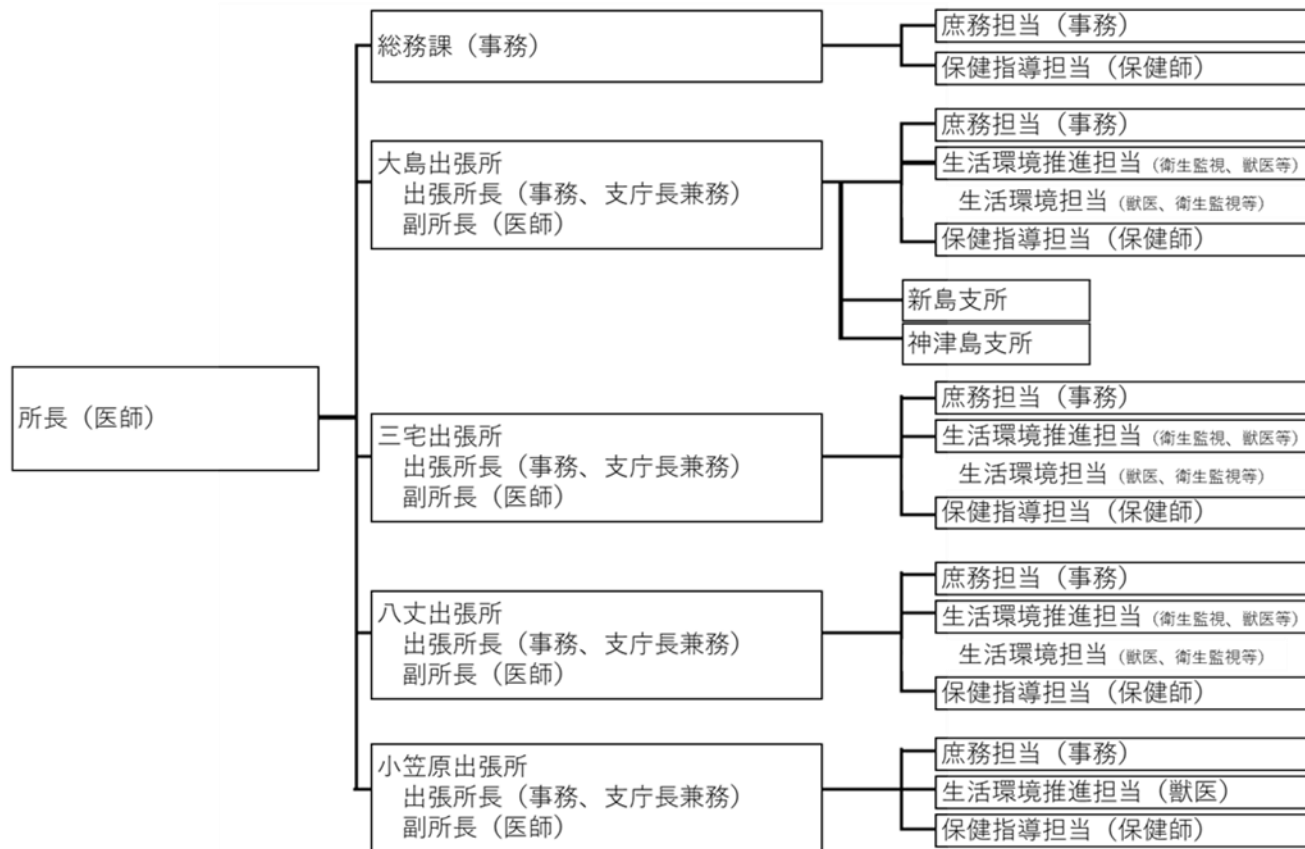 所長（医師）
総務課（事務）
庶務担当（事務）
保健指導担当（保健師）
大島出張所
出張所長（事務、支庁長兼務）
副所長（医師）
庶務担当（事務）
生活環境推進担当（衛生監視、獣医等）
生活環境担当（獣医、衛生監視等）
保健指導担当（保健師）
新島支所
神津島支所
三宅出張所
出張所長（事務、支庁長兼務）
副所長（医師）
庶務担当（事務）
生活環境推進担当（衛生監視、獣医等）
生活環境担当（獣医、衛生監視等）
保健指導担当（保健師）
八丈出張所
出張所長（事務、支庁長兼務）
副所長（医師）
庶務担当（事務）
生活環境推進担当（衛生監視、獣医等）
生活環境担当（獣医、衛生監視等）
保健指導担当（保健師）
小笠原出張所
出張所長（事務、支庁長兼務）
副所長（医師）
庶務担当（事務）
生活環境推進担当（獣医）
保健指導担当（保健師）